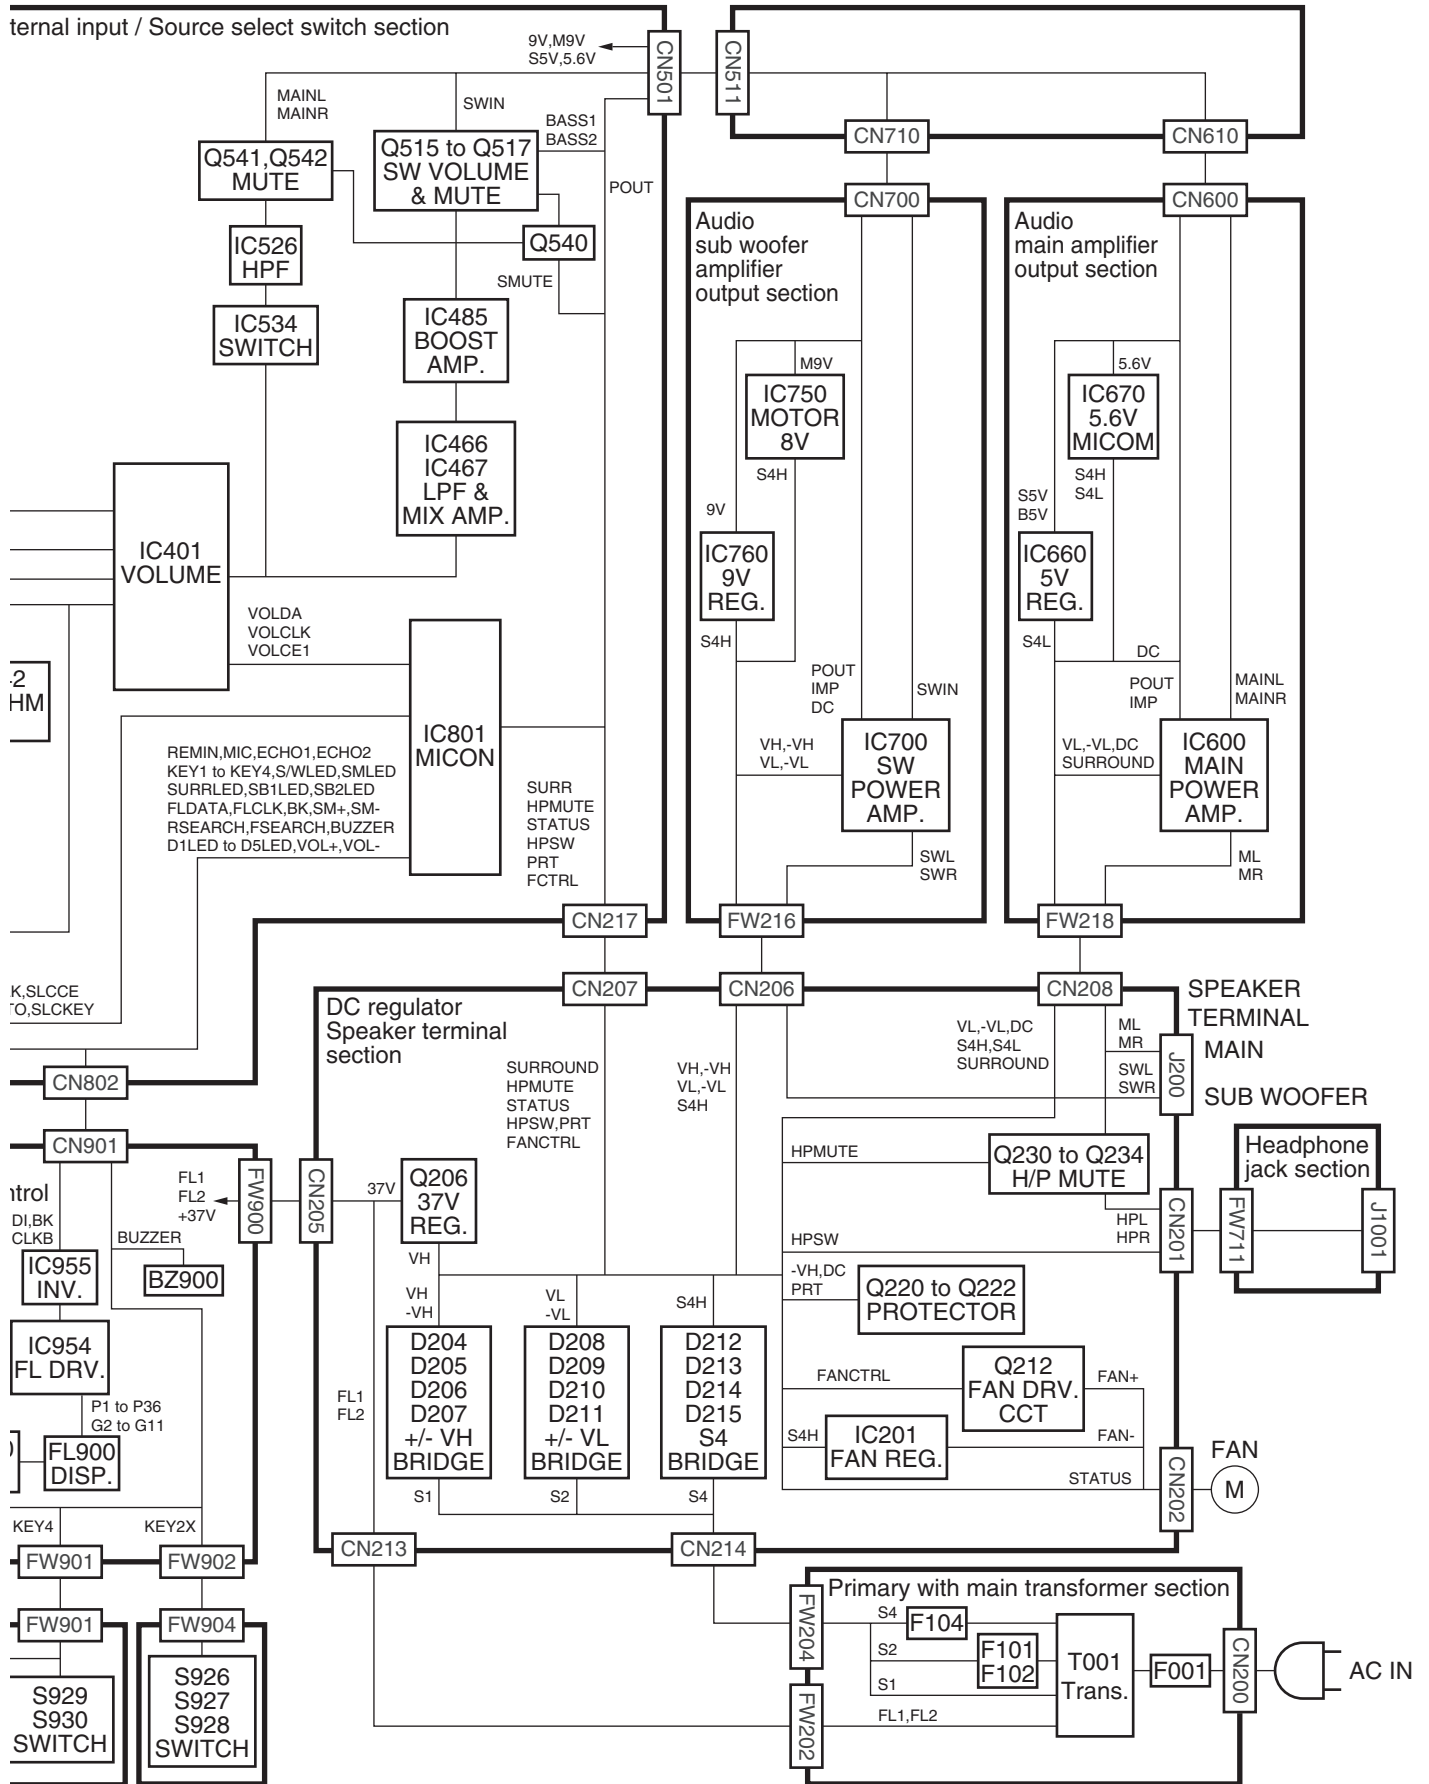 ternal input / Source select switch section
9V,M9V
S5V,5.6V
CN501
CN511
MAINL
MAINR
SWIN
BASS1
BASS2
CN710
CN610
Q541,Q542
MUTE
Q515 to Q517
SW VOLUME
& MUTE
POUT
CN700
CN600
IC526
HPF
Q540
SMUTE
Audio
sub woofer
amplifier
output section
Audio
main amplifier
output section
IC534
SWITCH
IC485
BOOST
AMP.
M9V
IC750
MOTOR
8V
S4H
5.6V
IC670
5.6V
MICOM
S4H
S4L
IC466
IC467
LPF &
MIX AMP.
9V
IC760
9V
REG.
S4H
S5V
B5V
IC660
5V
REG.
S4L
DC
IC401
VOLUME
VOLDA
VOLCLK
VOLCE1
-2
HM
POUT
IMP
DC
SWIN
POUT
IMP
MAINL
MAINR
IC801
MICON
REMIN,MIC,ECHO1,ECHO2
KEY1 to KEY4,S/WLED,SMLED
SURRLED,SB1LED,SB2LED
FLDATA,FLCLK,BK,SM+,SM-
RSEARCH,FSEARCH,BUZZER
D1LED to D5LED,VOL+,VOL-
SURR
HPMUTE
STATUS
HPSW
PRT
FCTRL
VH,-VH
VL,-VL
IC700
SW
POWER
AMP.
VL,-VL,DC
SURROUND
IC600
MAIN
POWER
AMP.
SWL
SWR
ML
MR
CN217
FW216
FW218
CN207
CN206
CN208
K,SLCCE
TO,SLCKEY
DC regulator
Speaker terminal
section
SPEAKER
TERMINAL
MAIN
SUB WOOFER
VL,-VL,DC
S4H,S4L
SURROUND
ML
MR
SWL
SWR
J200
SURROUND
HPMUTE
STATUS
HPSW,PRT
FANCTRL
VH,-VH
VL,-VL
S4H
CN802
CN901
HPMUTE
Q230 to Q234
H/P MUTE
Headphone
jack section
FL1
FL2
+37V
FW900
CN205
37V
Q206
37V
REG.
VH
HPL
HPR
CN201
FW711
J1001
HPSW
ntrol
DI,BK
CLKB
BUZZER
IC955
INV.
BZ900
-VH,DC
PRT
Q220 to Q222
PROTECTOR
VH
-VH
VL
-VL
S4H
IC954
FL DRV.
P1 to P36
G2 to G11
FL900
DISP.
FL1
FL2
D204
D205
D206
D207
+/- VH
BRIDGE
D208
D209
D210
D211
+/- VL
BRIDGE
D212
D213
D214
D215
S4
BRIDGE
FANCTRL
Q212
FAN DRV.
CCT
FAN+
S4H
IC201
FAN REG.
FAN-
STATUS
CN202
FAN
M
S1
S2
S4
KEY4
KEY2X
FW901
FW902
CN213
CN214
FW901
FW904
S929
S930
SWITCH
S926
S927
S928
SWITCH
Primary with main transformer section
FW204
S4
F104
S2
F101
F102
S1
FL1,FL2
FW202
T001
Trans.
F001
CN200
AC IN